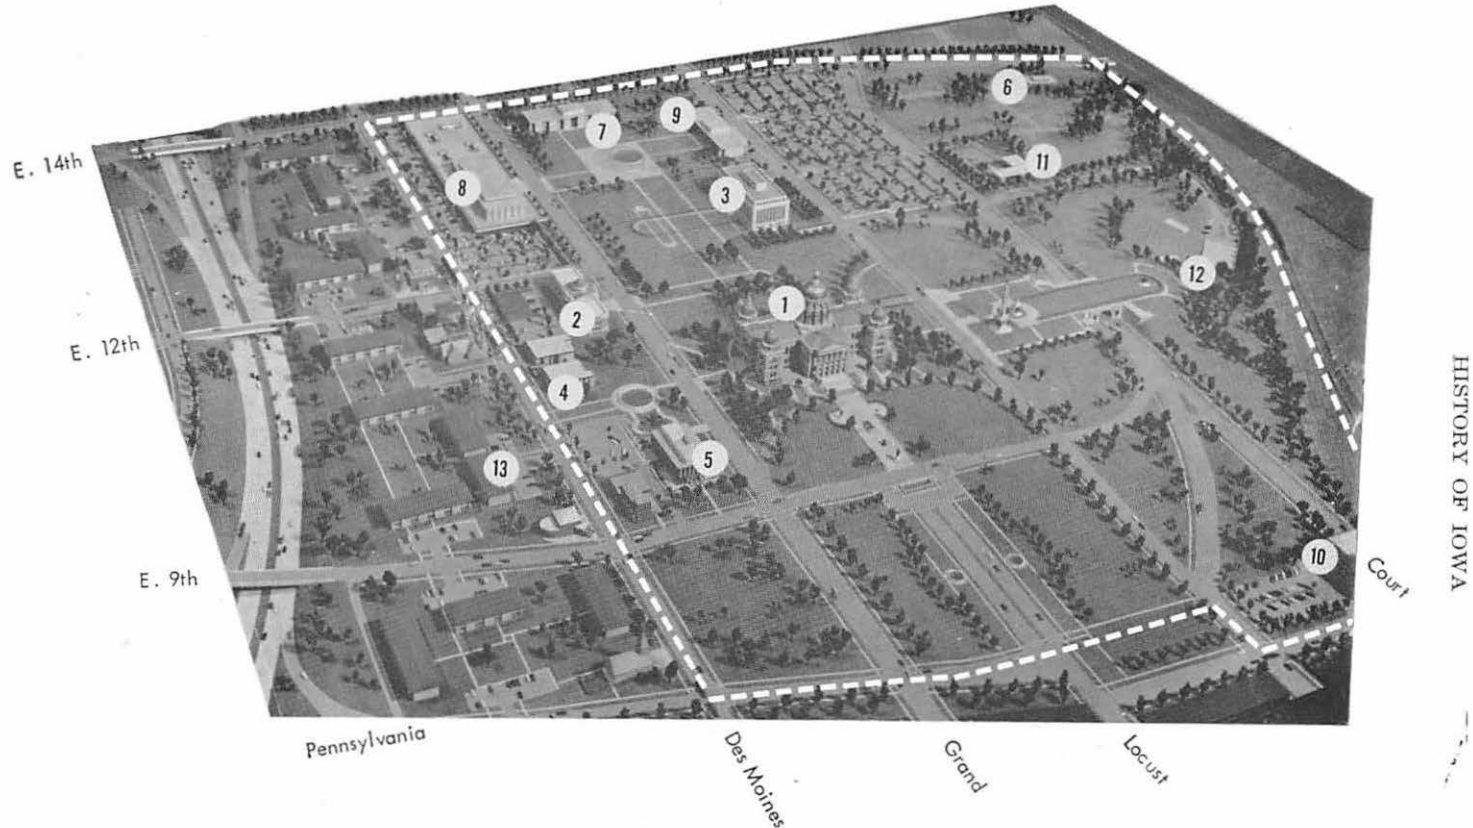 6
9
7
11
E. 14th
8
3
12
1
2
E. 12th
4
5
13
10
E. 9th
Court
Pennsylvania
Des Moines
Grand
Locust
HISTORY OF IOWA